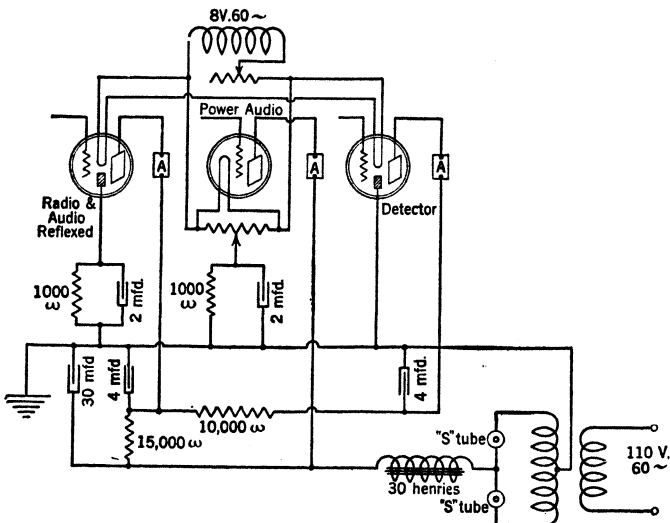 8V.60~
Power Audio
A
A
A
Radio &
Audio
Reflexed
Detector
1000
ω
2 mfd.
1000
ω
2 mfd.
30 mfd
4 mfd
4 mfd.
10,000 ω
15,000 ω
"S" tube
30 henries
"S" tube
110 V.
60~